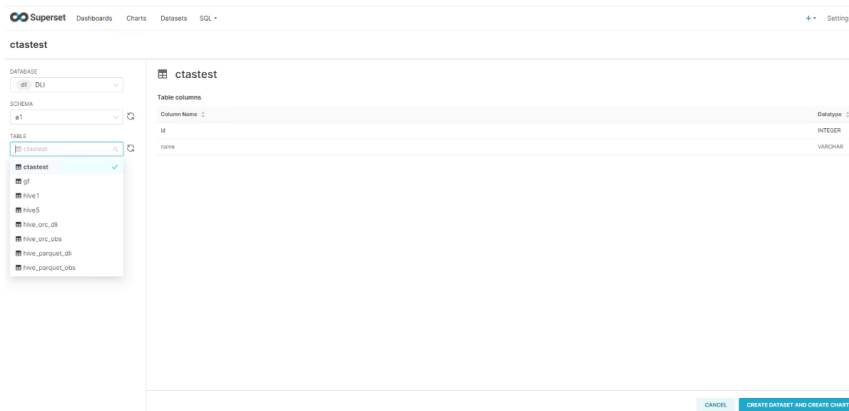 Superset Dashboards Charts Datasets SQL + Setting
ctastest
DATABASE
dli DLI
SCHEMA
a1
TABLE
ctastest
ctastest
gf
hive1
hive5
hive_orc_dli
hive_orc_obs
hive_parquet_dli
hive_parquet_obs
ctastest
Table columns
Column Name Datatype
id INTEGER
name VARCHAR
CANCEL CREATE DATASET AND CREATE CHART